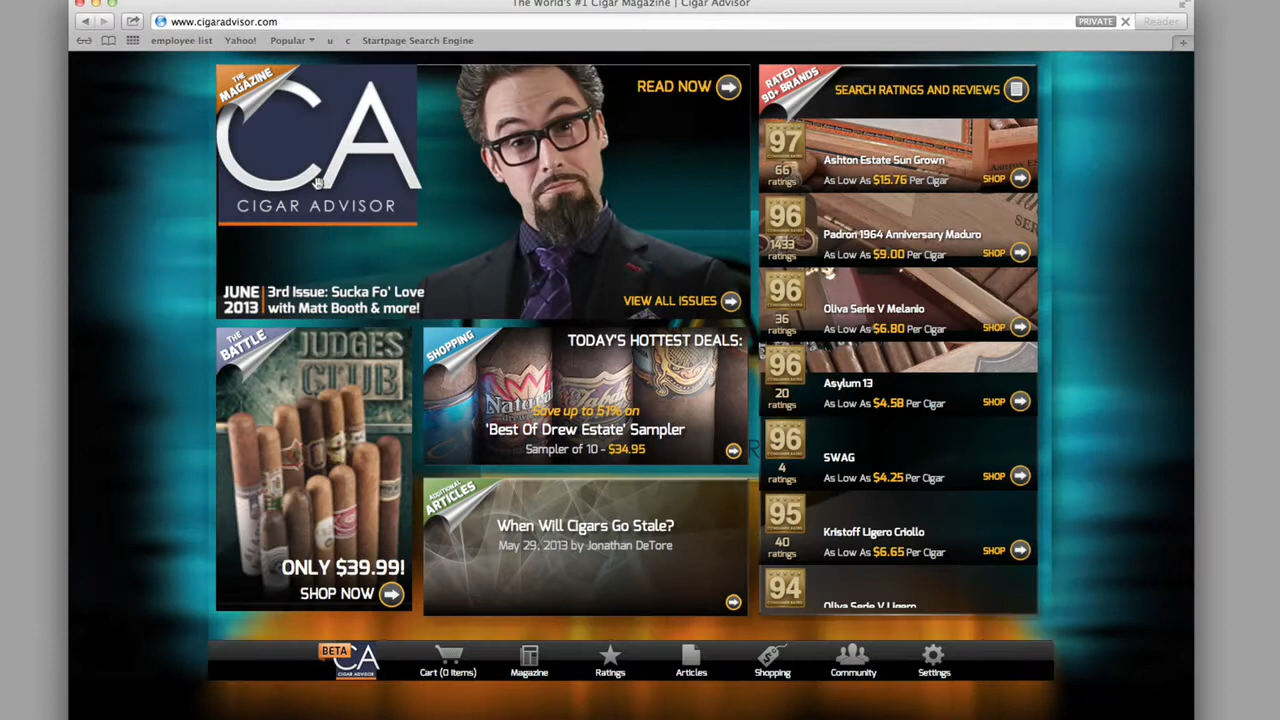 The World's #1 Cigar Magazine | Cigar Advisor
www.cigaradvisor.com
PRIVATE
Reader
employee list
Yahoo!
Popular
u
c
Startpage Search Engine
THE MAGAZINE
CA
CIGAR ADVISOR
READ NOW
JUNE 2013
3rd Issue: Sucka Fo' Love
with Matt Booth & more!
VIEW ALL ISSUES
RATED 90+ BRANDS
SEARCH RATINGS AND REVIEWS
97
66 ratings
Ashton Estate Sun Grown
As Low As $15.76 Per Cigar
SHOP
96
1433 ratings
Padron 1964 Anniversary Maduro
As Low As $9.00 Per Cigar
SHOP
96
36 ratings
Oliva Serie V Melanio
As Low As $6.80 Per Cigar
SHOP
96
20 ratings
Asylum 13
As Low As $4.58 Per Cigar
SHOP
96
4 ratings
SWAG
As Low As $4.25 Per Cigar
SHOP
95
40 ratings
Kristoff Ligero Criollo
As Low As $6.65 Per Cigar
SHOP
94
Oliva Serie V Ligero
THE BATTLE
JUDGES
CLUB
ONLY $39.99!
SHOP NOW
SHOPPING
TODAY'S HOTTEST DEALS:
Natural
Tabak
Save up to 51% on
'Best Of Drew Estate' Sampler
Sampler of 10 - $34.95
ADDITIONAL ARTICLES
When Will Cigars Go Stale?
May 29, 2013 by Jonathan DeTore
BETA
CA
CIGAR ADVISOR
Cart (0 Items)
Magazine
Ratings
Articles
Shopping
Community
Settings